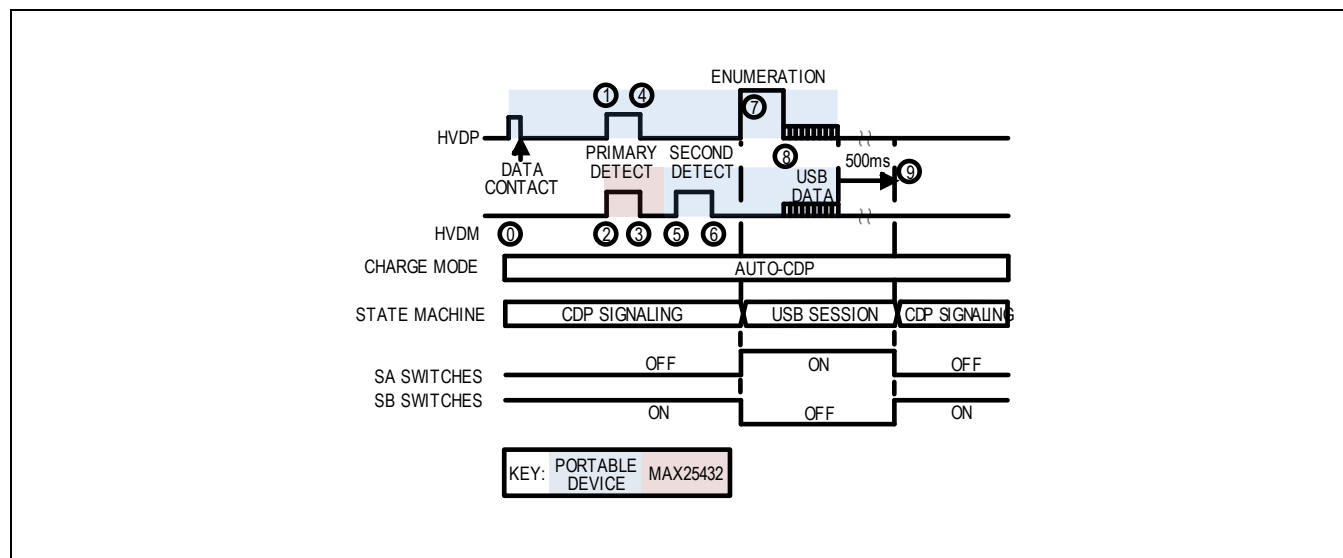 ENUMERATION
1
4
7
HVDP
DATA
CONTACT
PRIMARY
DETECT
SECOND
DETECT
8
500ms
9
USB
DATA
HVDM
0
2
3
5
6
CHARGE MODE
AUTO-CDP
STATE MACHINE
CDP SIGNALING
USB SESSION
CDP SIGNALING
SA SWITCHES
OFF
ON
OFF
SB SWITCHES
ON
OFF
ON
KEY:
PORTABLE
DEVICE
MAX25432